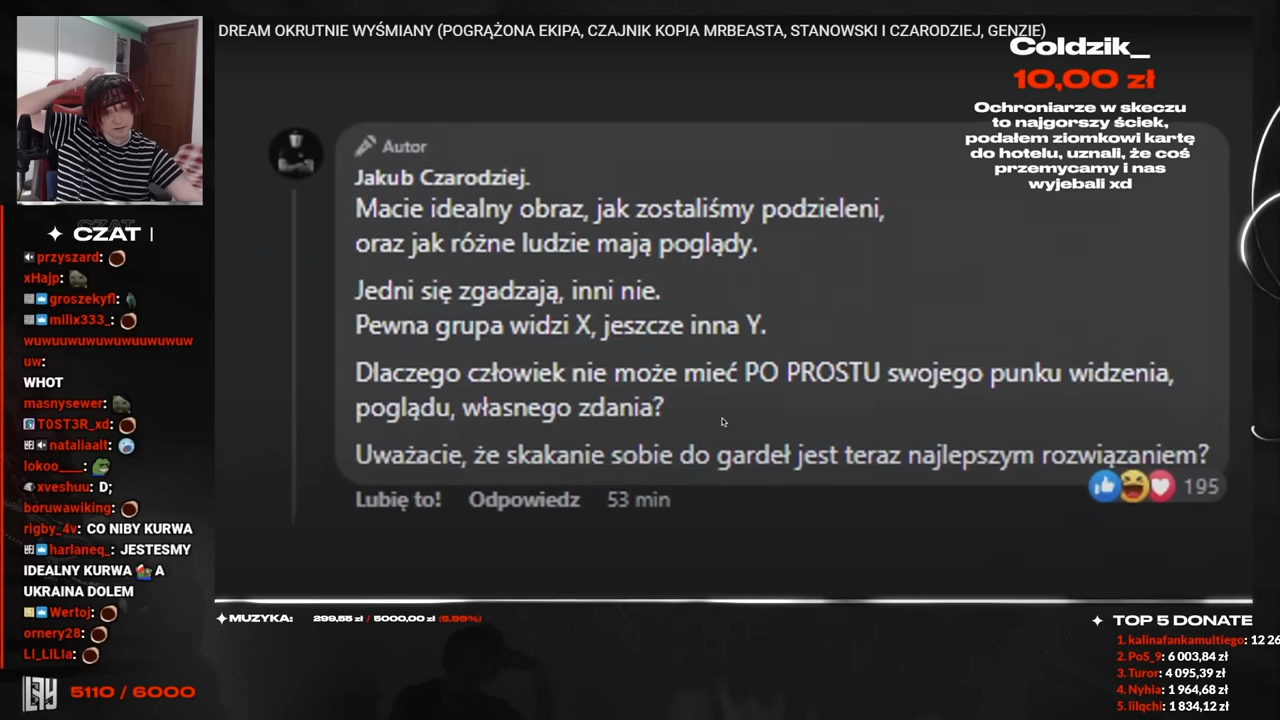 DREAM OKRUTNIE WYŚMIANY (POGRĄŻONA EKIPA, CZAJNIK KOPIA MRBEASTA, STANOWSKI I CZARODZIEJ, GENZIE)
Coldzik_
10,00 zł
Ochroniarze w skeczu
to najgorszy ściek,
podałem ziomkowi kartę
do hotelu, uznali, że coś
przemycamy i nas
wyjebali xd
Autor
Jakub Czarodziej.
Macie idealny obraz, jak zostaliśmy podzieleni,
oraz jak różne ludzie mają poglądy.
Jedni się zgadzają, inni nie.
Pewna grupa widzi X, jeszcze inna Y.
Dlaczego człowiek nie może mieć PO PROSTU swojego punku widzenia,
poglądu, własnego zdania?
Uważacie, że skakanie sobie do gardeł jest teraz najlepszym rozwiązaniem?
Lubię to! Odpowiedz 53 min 195
CZAT
przyszard:
xHajp:
groszekyfl:
milix333_:
wuwuuwuwuwuwuuwuwuw
uw:
WHOT
masnysewer:
T0ST3R_xd:
nataliaalt:
lokoo____:
xveshuu: D;
boruwawiking:
rigby_4v: CO NIBY KURWA
harlaneq_: JESTESMY
IDEALNY KURWA A
UKRAINA DOLEM
Wertoj:
ornery28:
LI_LILIa:
5110 / 6000
MUZYKA: 299,55 zł / 5000,00 zł (5.99%)
TOP 5 DONATE
1. kalinafankamultiego: 12 26
2. PoS_9: 6 003,84 zł
3. Turor: 4 095,39 zł
4. Nyhia: 1 964,68 zł
5. lilqchi: 1 834,12 zł